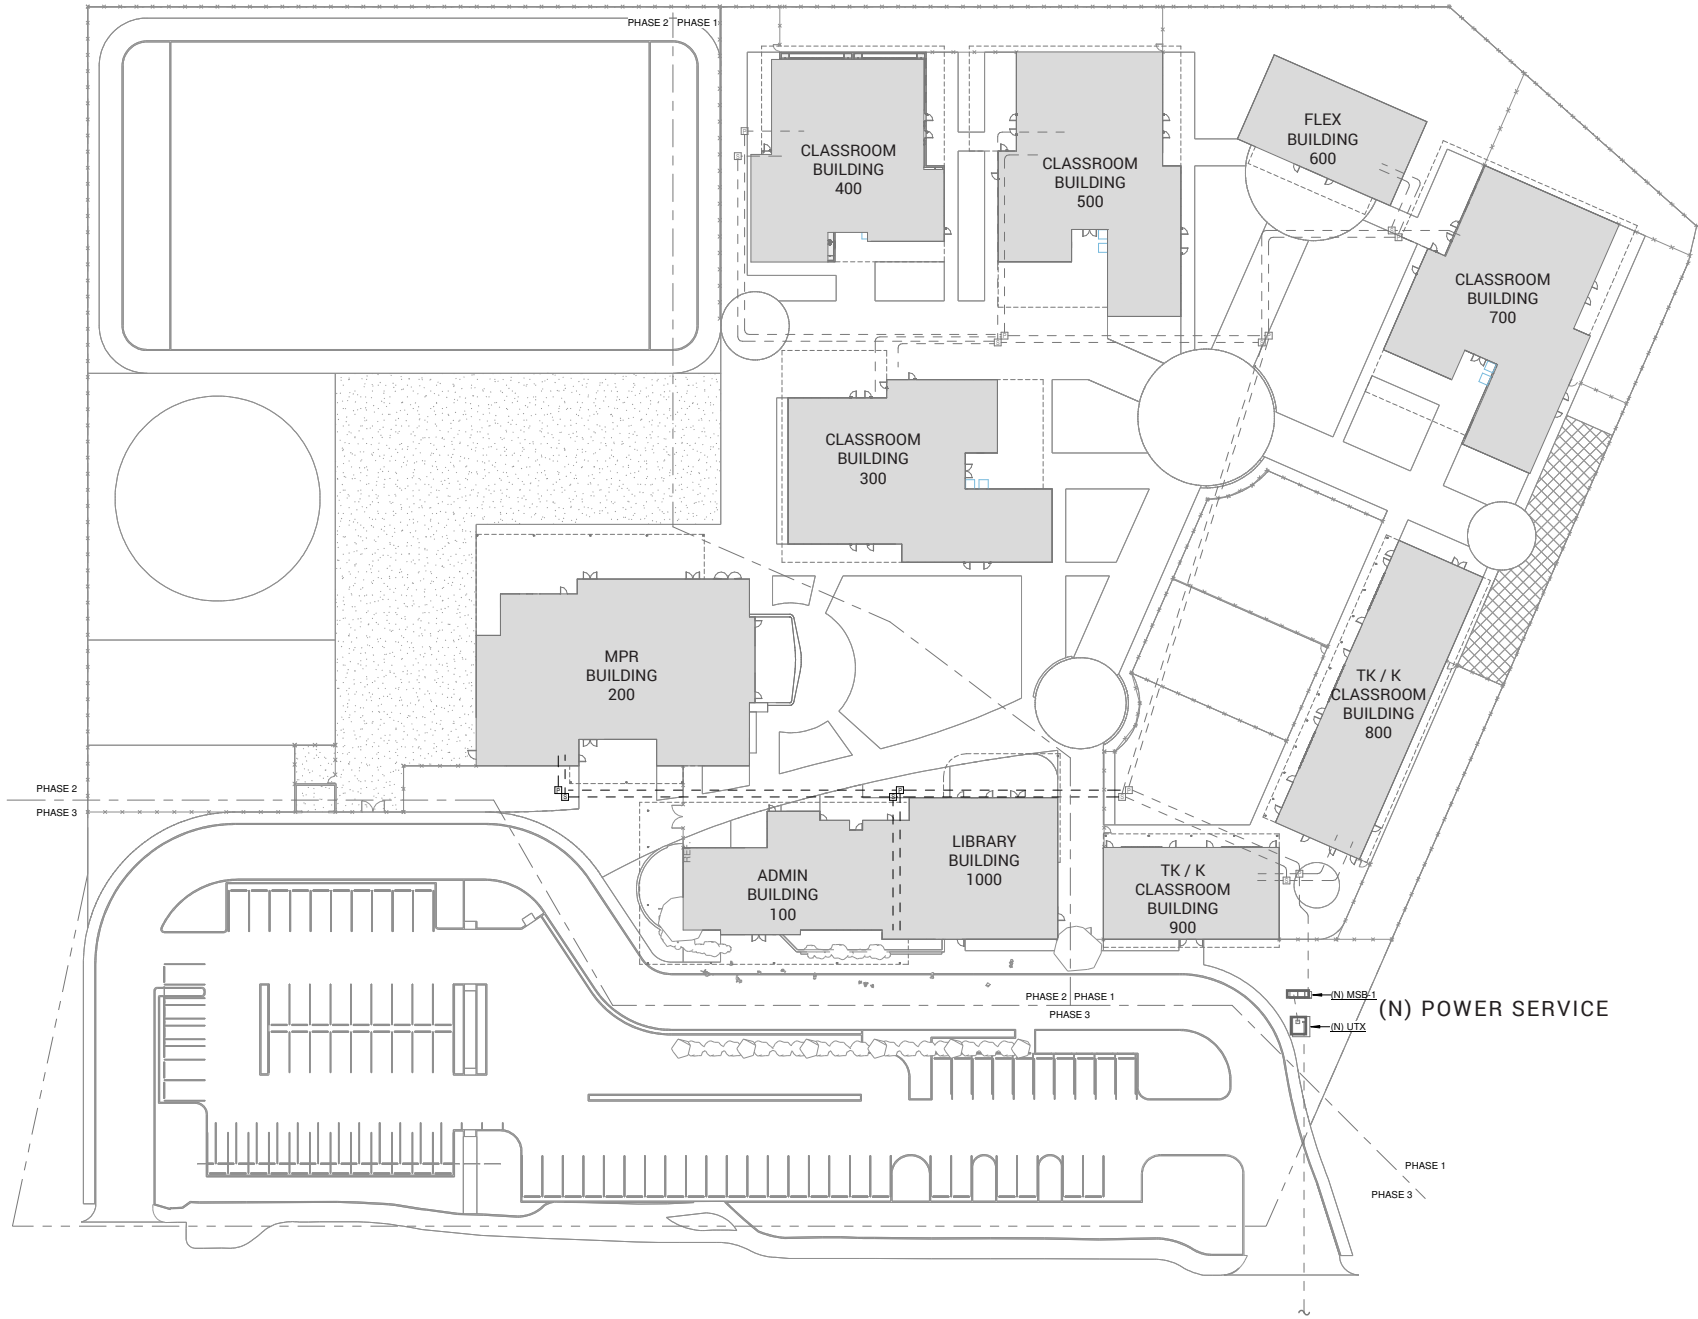 PHASE 2
PHASE 1
FLEX
BUILDING
600
CLASSROOM
BUILDING
400
CLASSROOM
BUILDING
500
CLASSROOM
BUILDING
700
CLASSROOM
BUILDING
300
MPR
BUILDING
200
TK / K
CLASSROOM
BUILDING
800
PHASE 2
PHASE 3
LIBRARY
BUILDING
1000
ADMIN
BUILDING
100
TK / K
CLASSROOM
BUILDING
900
PHASE 2
PHASE 1
PHASE 3
(N) MSB-1
(N) POWER SERVICE
(N) UTX
PHASE 1
PHASE 3